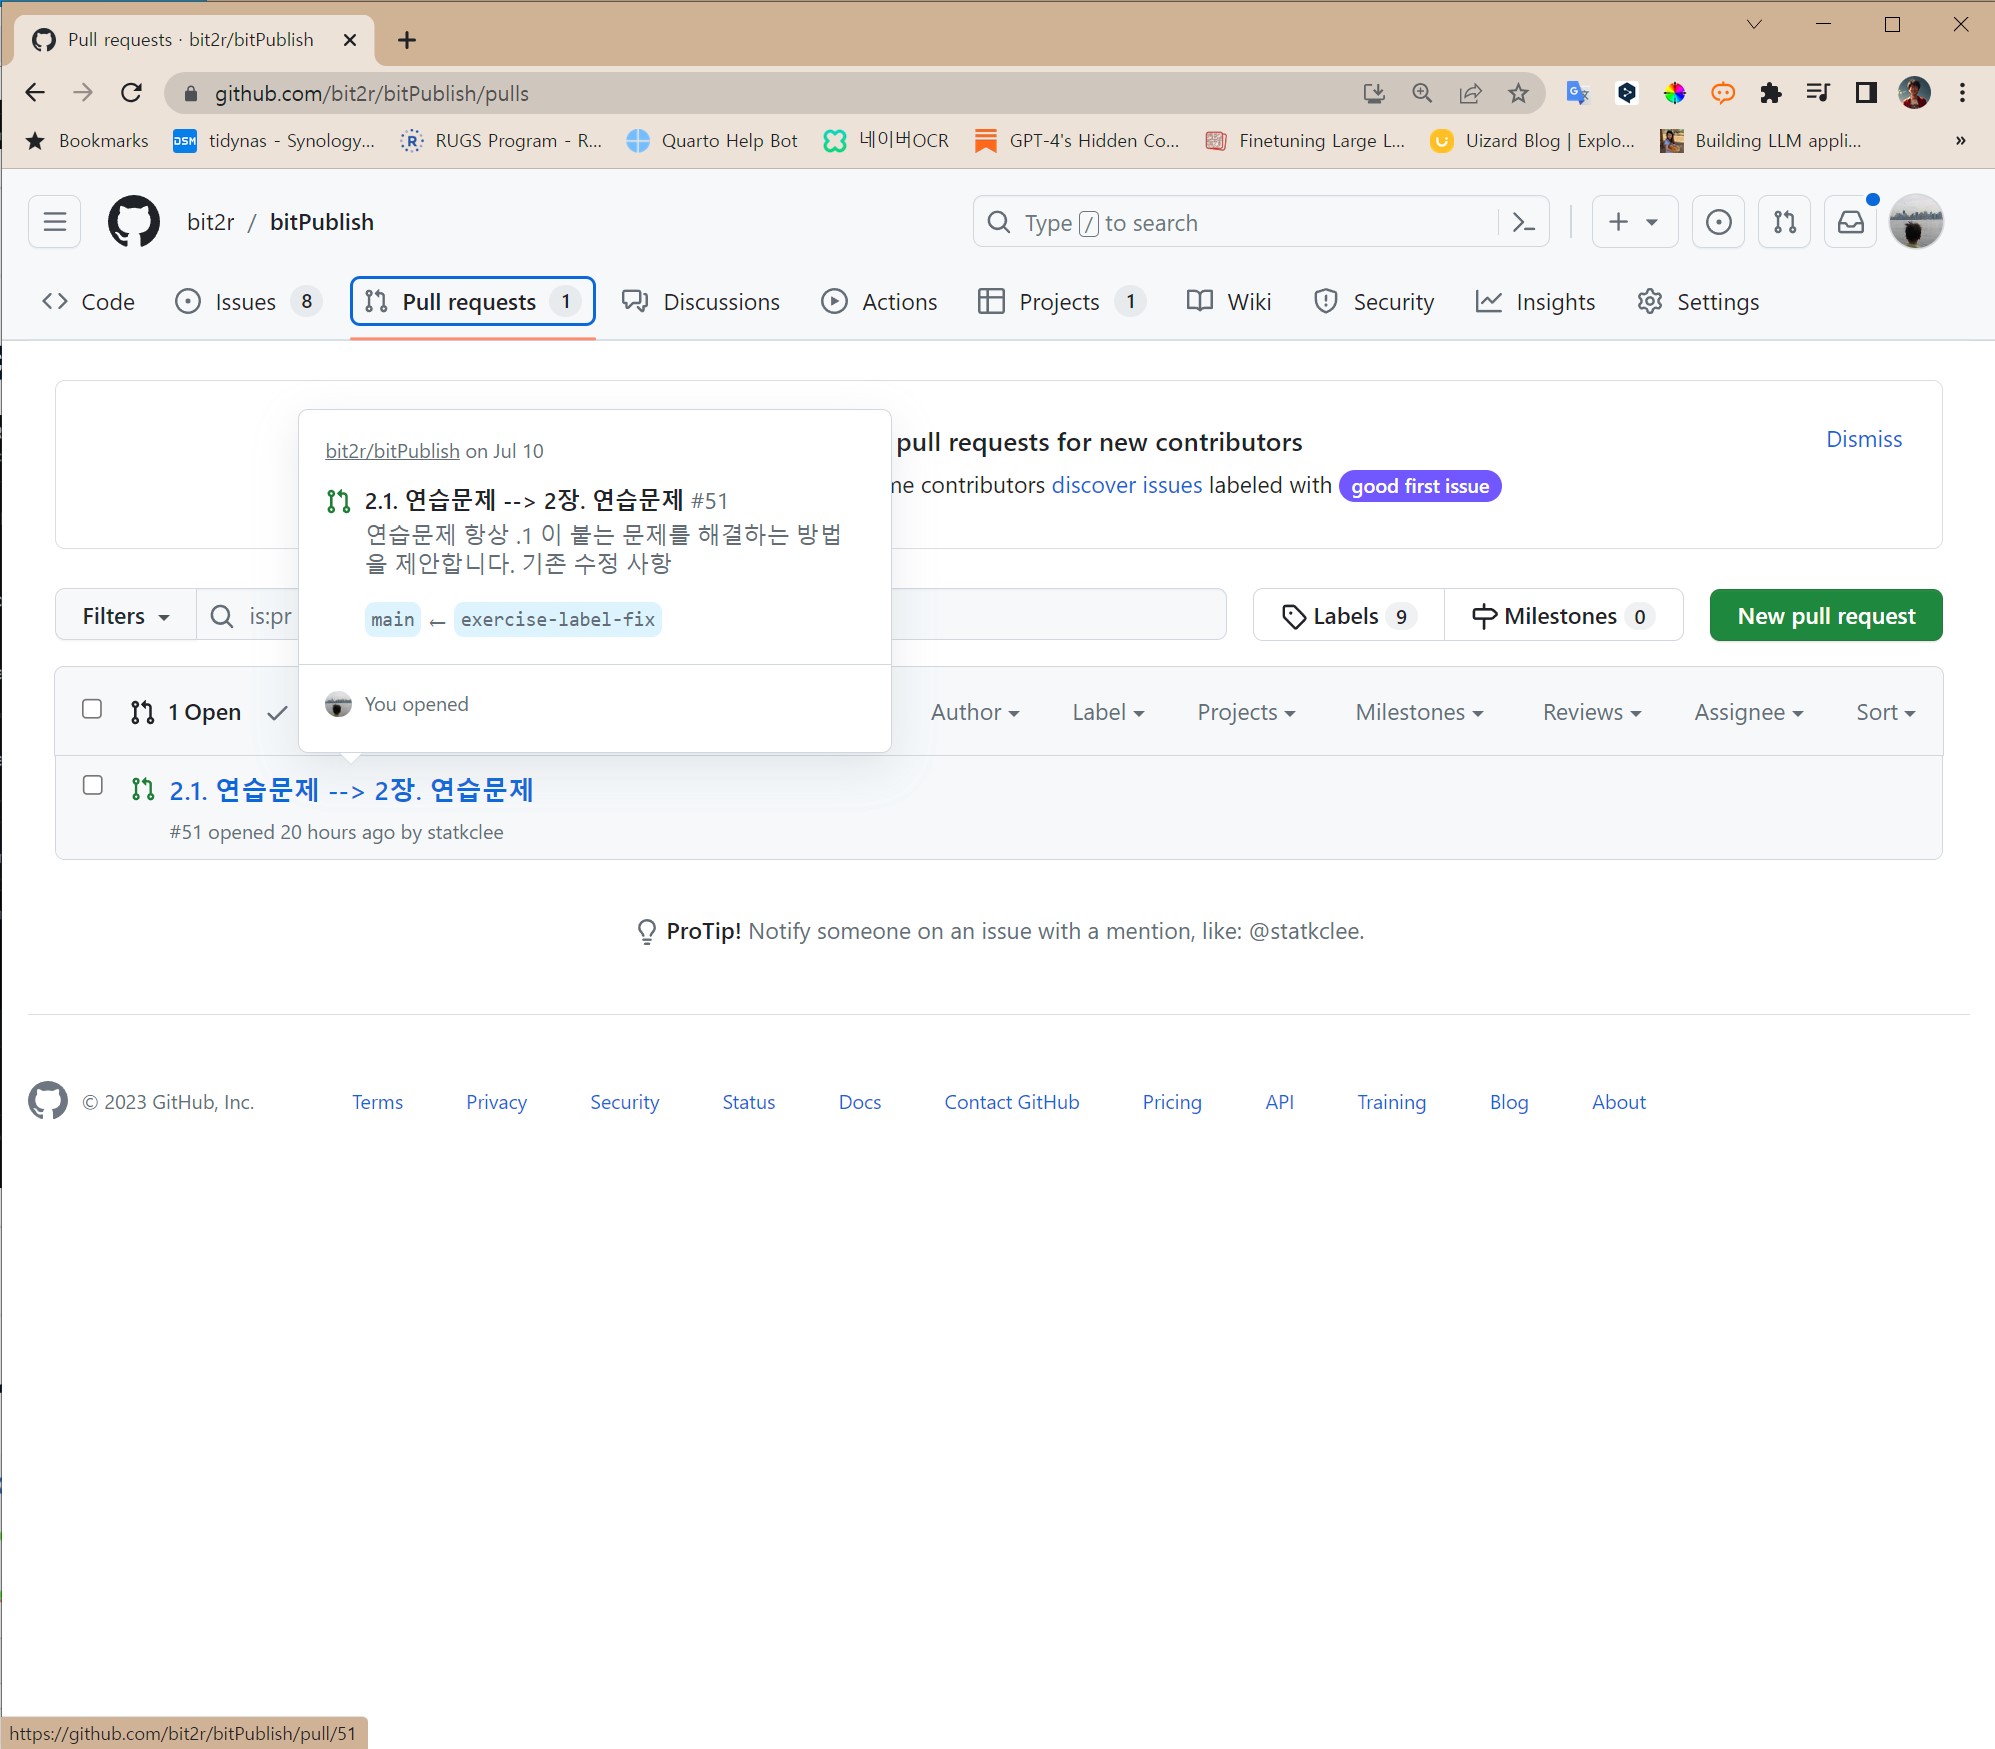 Pull requests · bit2r/bitPublish
github.com/bit2r/bitPublish/pulls
Bookmarks
DSM tidynas - Synology...
R RUGS Program - R...
Quarto Help Bot
네이버OCR
GPT-4's Hidden Co...
Finetuning Large L...
Uizard Blog | Explo...
Building LLM appli...
»
bit2r / bitPublish
Type / to search
Code
Issues 8
Pull requests 1
Discussions
Actions
Projects 1
Wiki
Security
Insights
Settings
pull requests for new contributors
Dismiss
me contributors discover issues labeled with good first issue
bit2r/bitPublish on Jul 10
2.1. 연습문제 --> 2장. 연습문제 #51
연습문제 항상 .1 이 붙는 문제를 해결하는 방법
을 제안합니다. 기존 수정 사항
main ← exercise-label-fix
You opened
Filters
is:pr
Labels 9
Milestones 0
New pull request
1 Open
Author
Label
Projects
Milestones
Reviews
Assignee
Sort
2.1. 연습문제 --> 2장. 연습문제
#51 opened 20 hours ago by statkclee
ProTip! Notify someone on an issue with a mention, like: @statkclee.
© 2023 GitHub, Inc.
Terms
Privacy
Security
Status
Docs
Contact GitHub
Pricing
API
Training
Blog
About
https://github.com/bit2r/bitPublish/pull/51